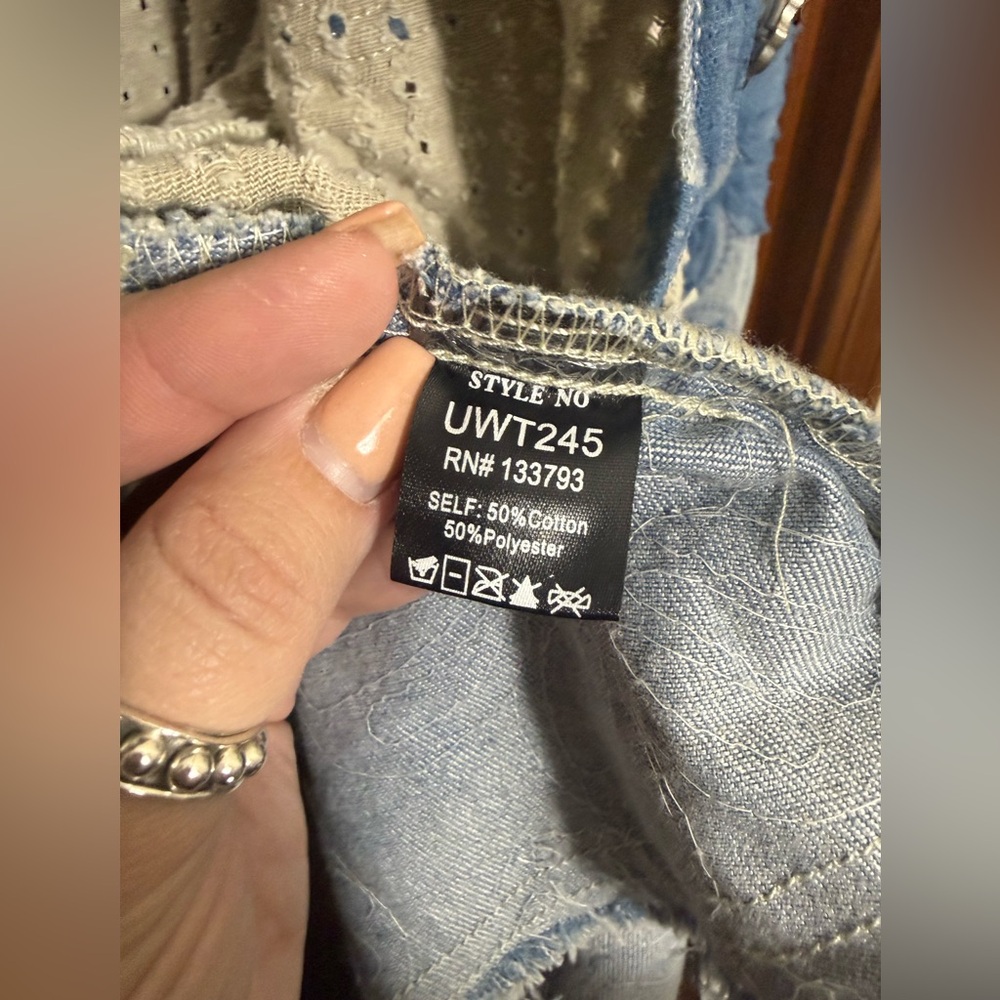 STYLE NO
UWT245
RN# 133793
SELF: 50%Cotton
50%Polyester